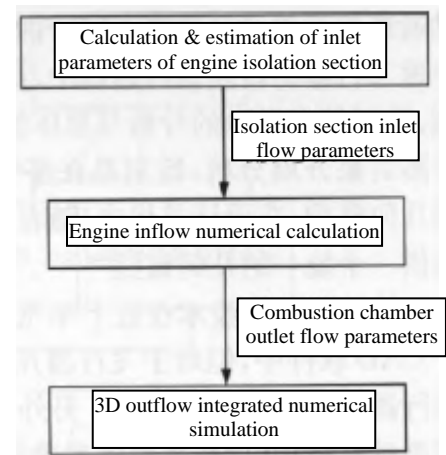 Calculation & estimation of inlet
parameters of engine isolation section
Isolation section inlet
flow parameters
Engine inflow numerical calculation
Combustion chamber
outlet flow parameters
3D outflow integrated numerical
simulation